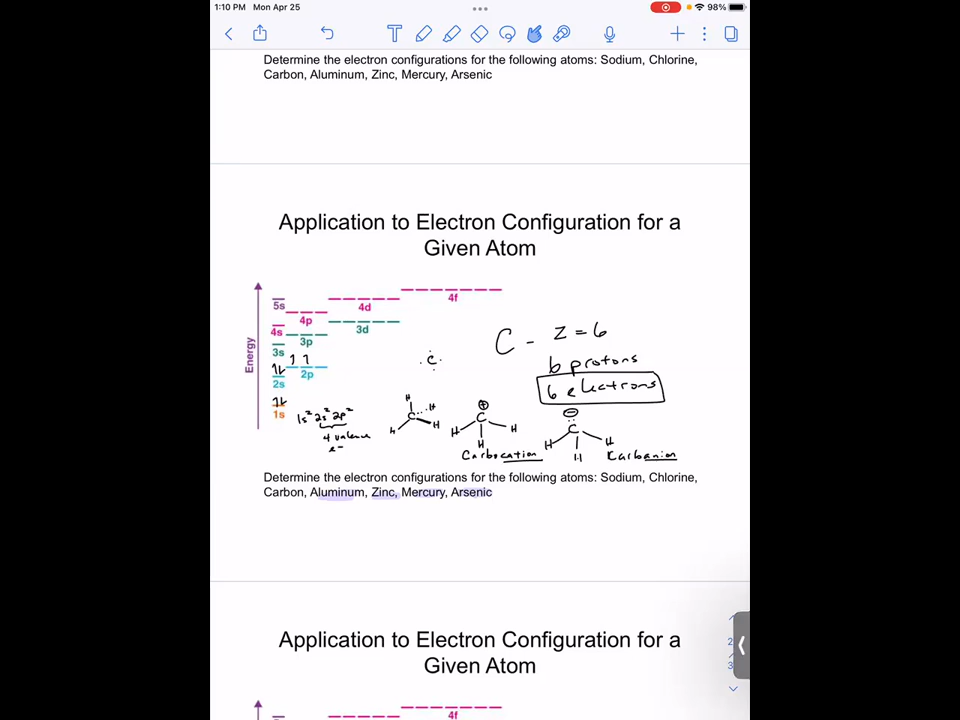 1:10 PM Mon Apr 25
98%
Determine the electron configurations for the following atoms: Sodium, Chlorine,
Carbon, Aluminum, Zinc, Mercury, Arsenic
Application to Electron Configuration for a
Given Atom
Energy
5s
4d
4f
4s
4p
3d
3s
3p
2s
2p
1s
C - Z = 6
6 protons
6 electrons
1s² 2s² 2p²
4 valence
e-
C
H
H
C
H
H
C
H
H
H
Carbocation
C
H
H
H
Karbanion
Determine the electron configurations for the following atoms: Sodium, Chlorine,
Carbon, Aluminum, Zinc, Mercury, Arsenic
Application to Electron Configuration for a
Given Atom
4f
2
3